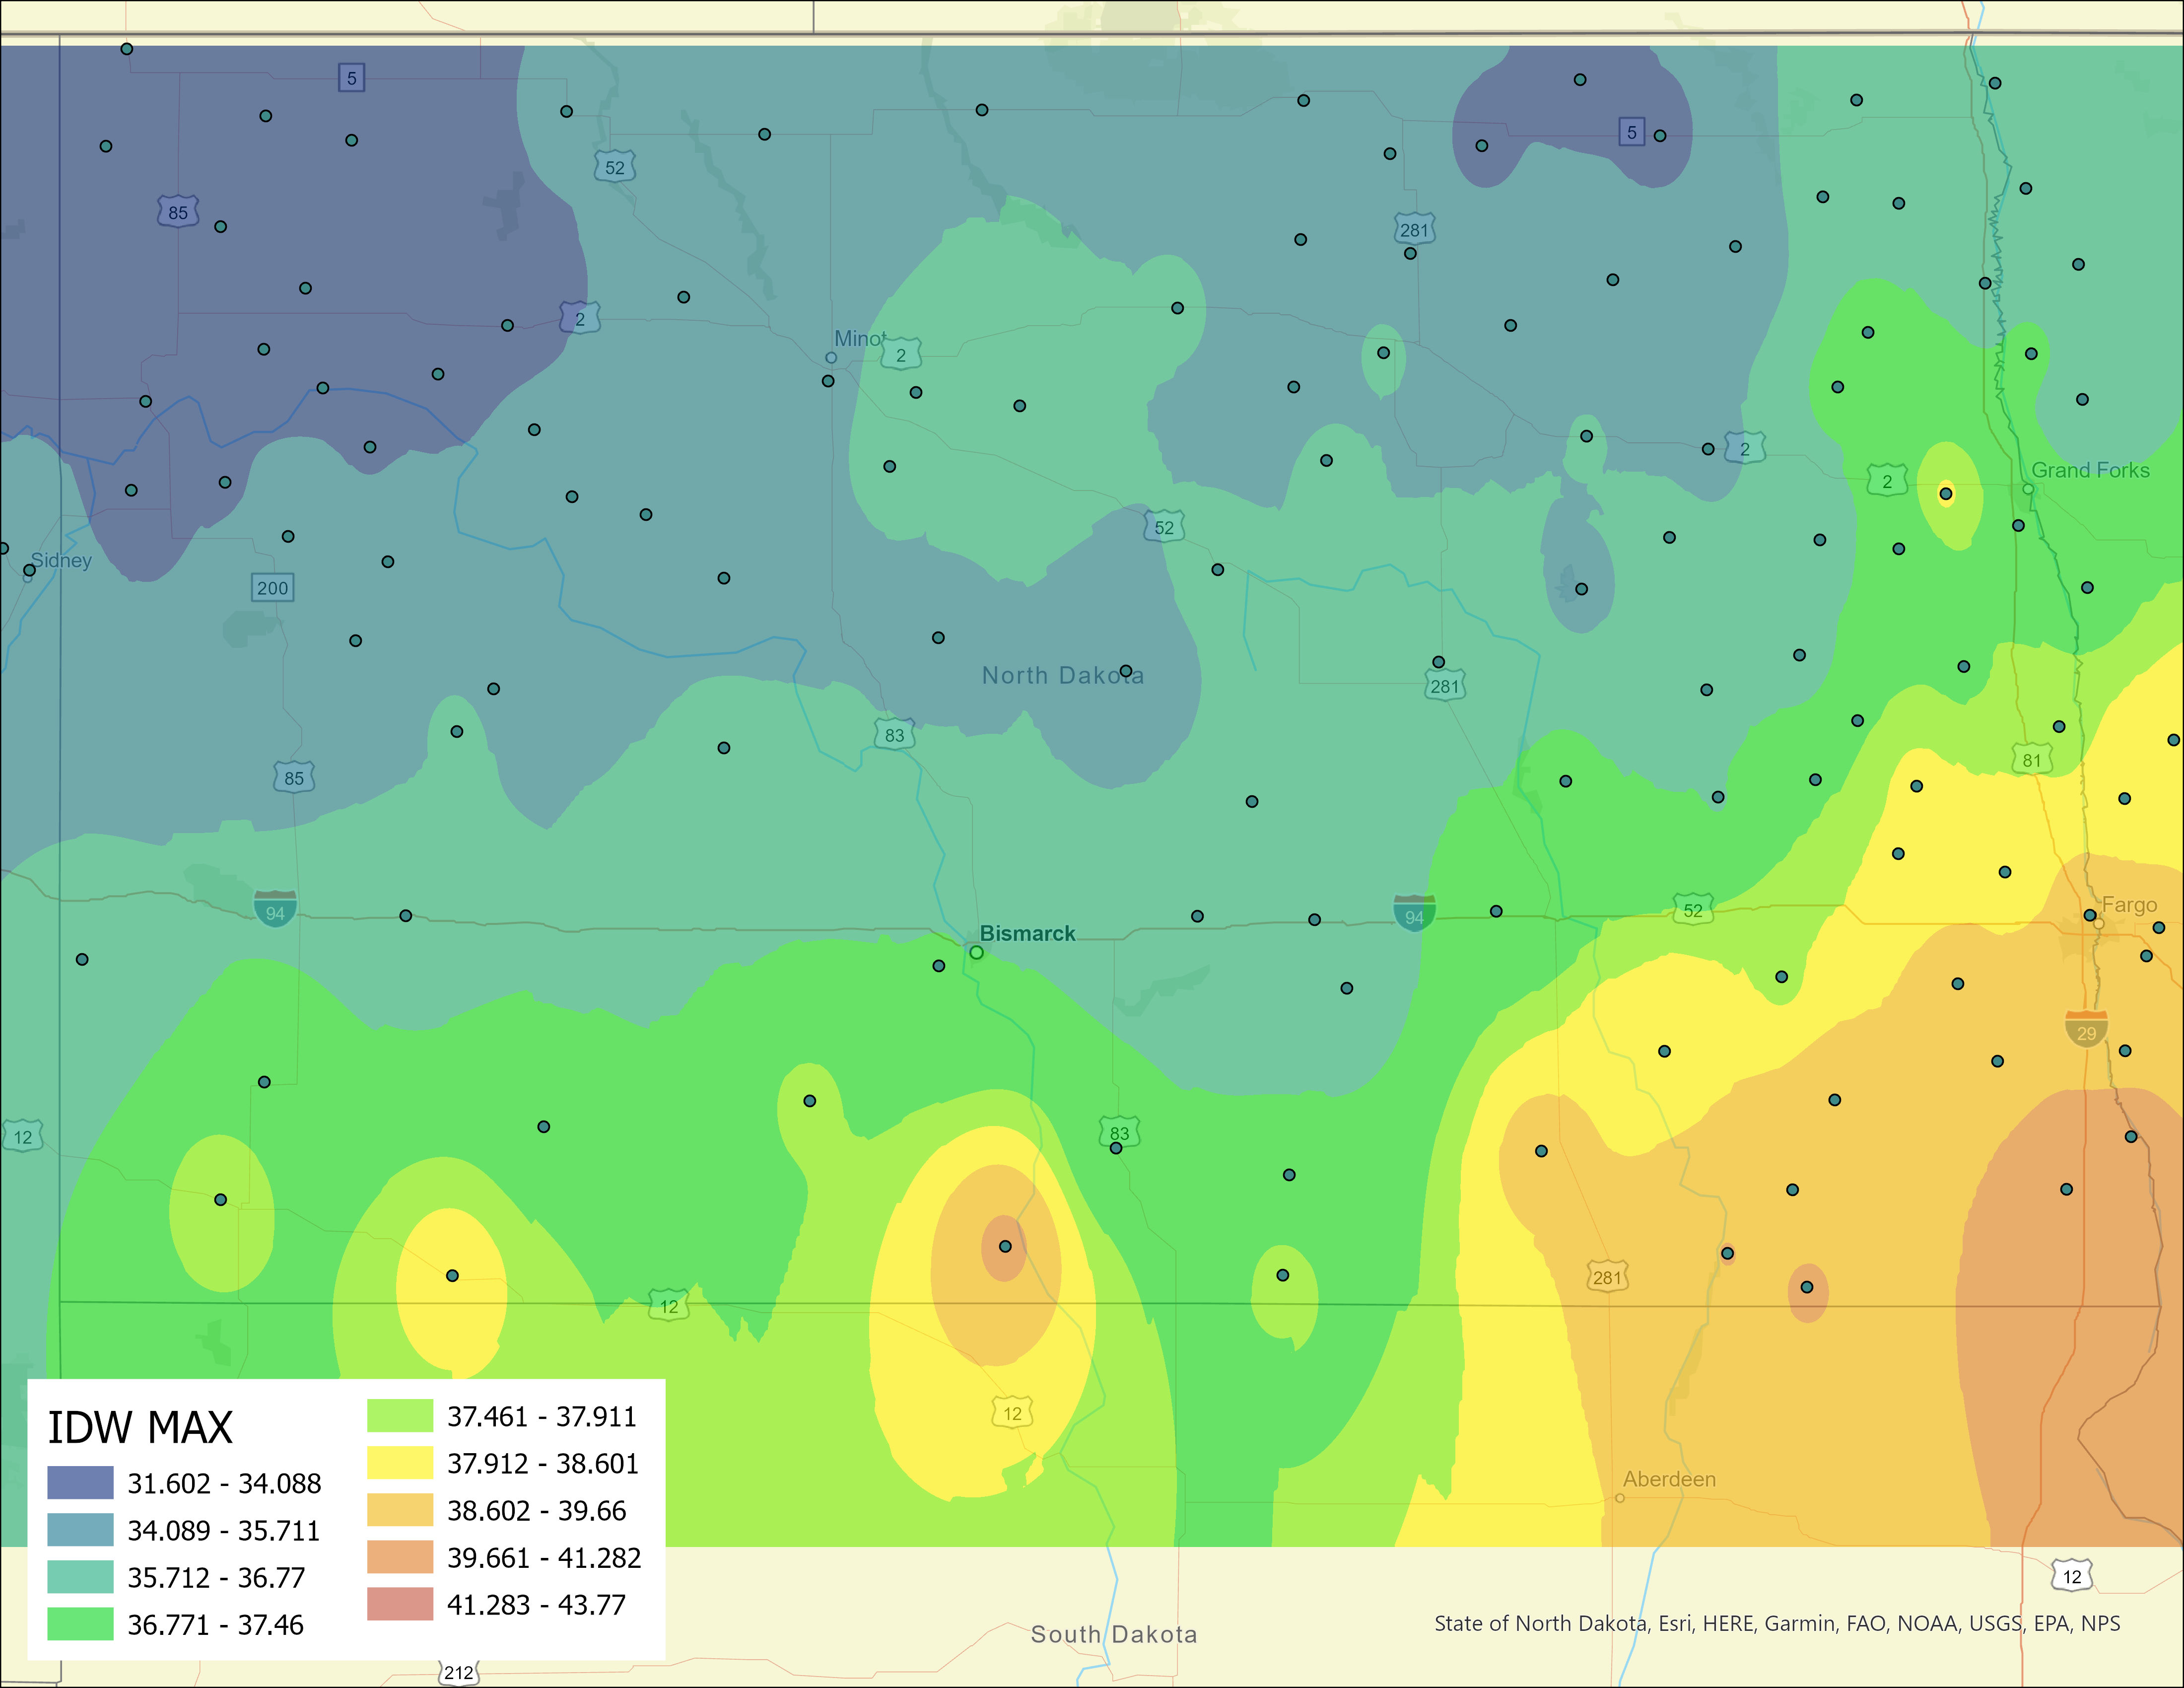 5
5
52
85
281
2
Minot
2
2
Grand Forks
2
52
Sidney
200
North Dakota
281
83
81
85
94
94
52
Fargo
Bismarck
29
12
83
281
12
12
Aberdeen
IDW MAX
31.602 - 34.088
34.089 - 35.711
35.712 - 36.77
36.771 - 37.46
37.461 - 37.911
37.912 - 38.601
38.602 - 39.66
39.661 - 41.282
41.283 - 43.77
12
State of North Dakota, Esri, HERE, Garmin, FAO, NOAA, USGS, EPA, NPS
South Dakota
212